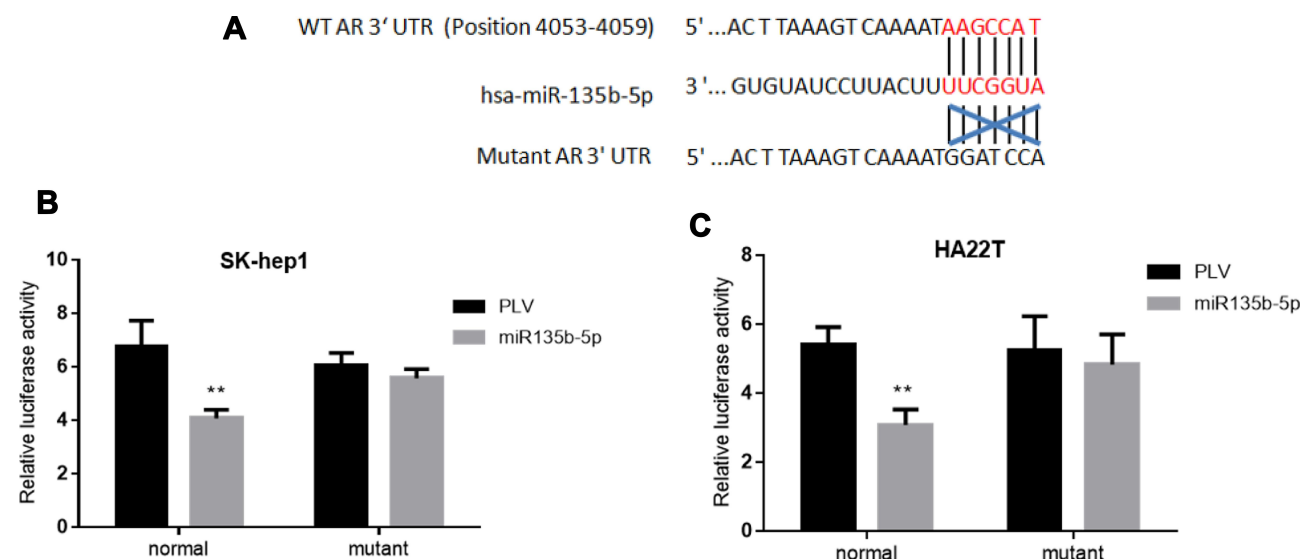 A
WT AR 3‘ UTR (Position 4053-4059) 5' ...AC T TAAAGT CAAAATAAGCCAT
hsa-miR-135b-5p 3 '... GUGUAUCCUUACUUUUCGGUA
Mutant AR 3' UTR 5' ...AC T TAAAGT CAAAATGGAT CCA
B
SK-hep1
Relative luciferase activity
10
8
6
4
2
0
**
PLV
miR135b-5p
normal mutant
C
HA22T
Relative luciferase activity
8
6
4
2
0
**
PLV
miR135b-5p
normal mutant